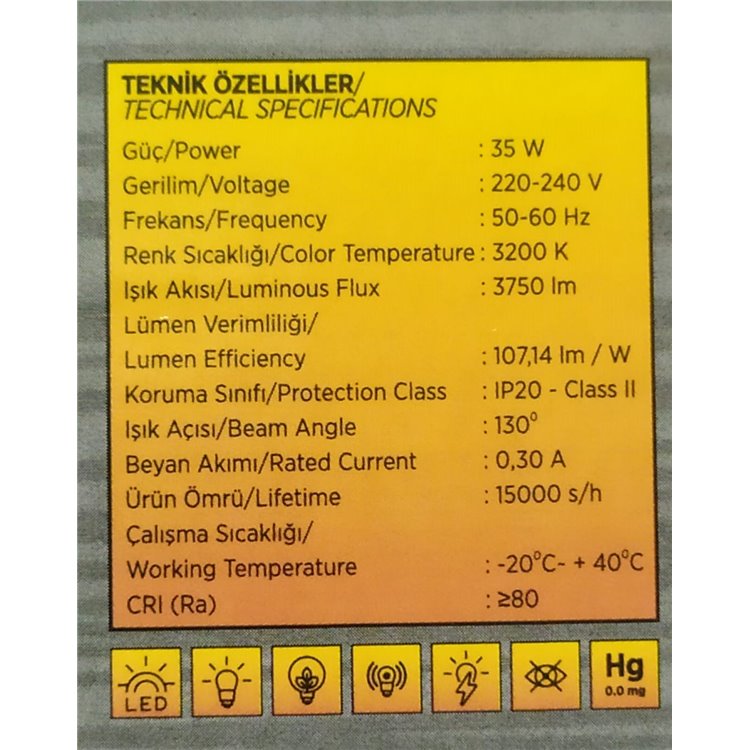 TEKNİK ÖZELLİKLER/
TECHNICAL SPECIFICATIONS
Güç/Power : 35 W
Gerilim/Voltage : 220-240 V
Frekans/Frequency : 50-60 Hz
Renk Sıcaklığı/Color Temperature : 3200 K
Işık Akısı/Luminous Flux : 3750 lm
Lümen Verimliliği/
Lumen Efficiency : 107,14 lm / W
Koruma Sınıfı/Protection Class : IP20 - Class II
Işık Açısı/Beam Angle : 130⁰
Beyan Akımı/Rated Current : 0,30 A
Ürün Ömrü/Lifetime : 15000 s/h
Çalışma Sıcaklığı/
Working Temperature : -20⁰C- + 40⁰C
CRI (Ra) : ≥80
LED
Hg
0.0 mg